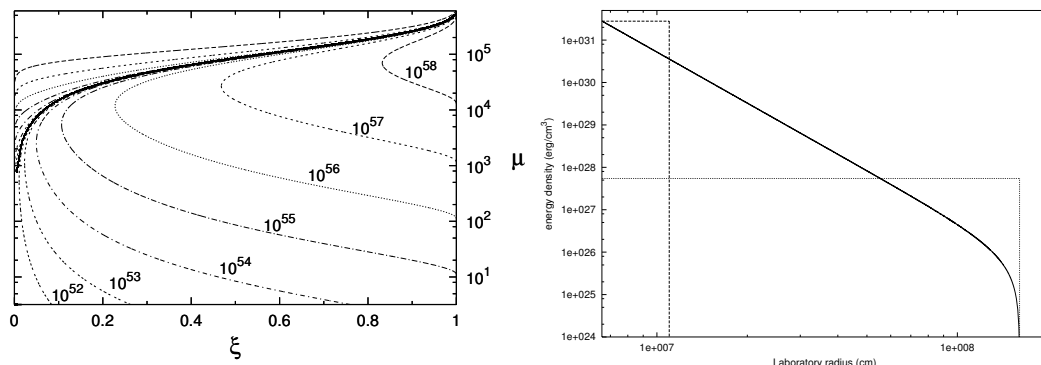 10^58
10^57
10^56
10^55
10^54
10^53
10^52
10^5
10^4
10^3
10^2
10^1
μ
0
0.2
0.4
0.6
0.8
1
ξ
1e+031
1e+030
1e+029
1e+028
1e+027
1e+026
1e+025
1e+024
energy density (erg/cm^3)
1e+007
1e+008
Laboratory radius (cm)